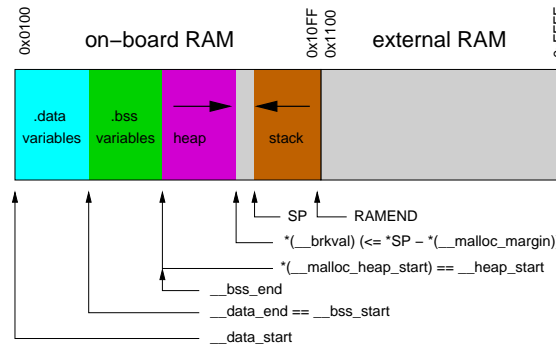 0x0100
on−board RAM
0x10FF
0x1100
external RAM
.data
variables
.bss
variables
heap
stack
SP
RAMEND
*(__brkval) (<= *SP − *(__malloc_margin)
*(__malloc_heap_start) == __heap_start
__bss_end
__data_end == __bss_start
__data_start